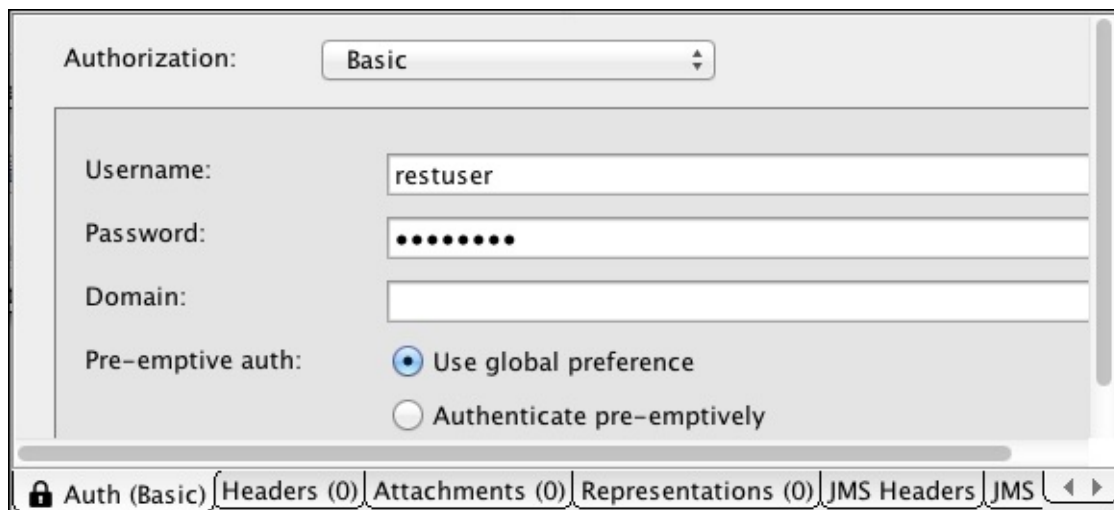 Authorization: Basic
Username: restuser
Password: ••••••••
Domain:
Pre-emptive auth: Use global preference
Authenticate pre-emptively
Auth (Basic) Headers (0) Attachments (0) Representations (0) JMS Headers JMS